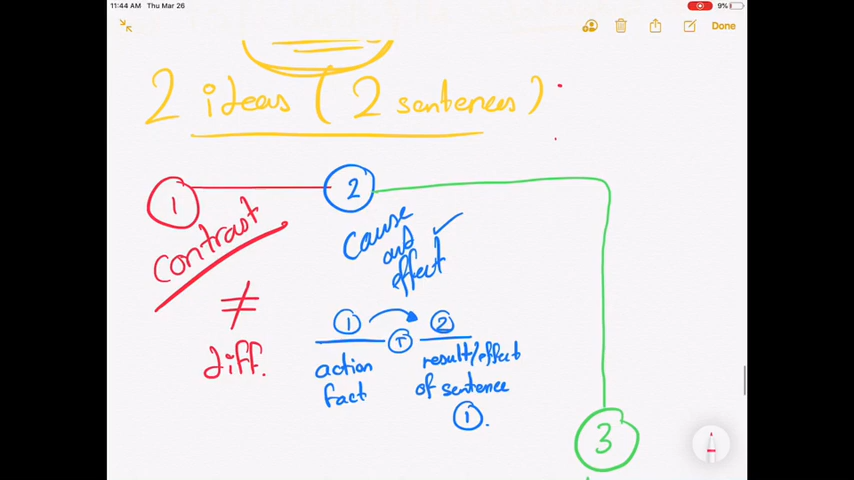 11:44 AM Thu Mar 26
9%
Done
2 ideas ( 2 sentences )
1
2
contrast
≠
diff.
cause
and
effect ✓
1
2
T
action
fact
result/effect
of sentence
1.
3